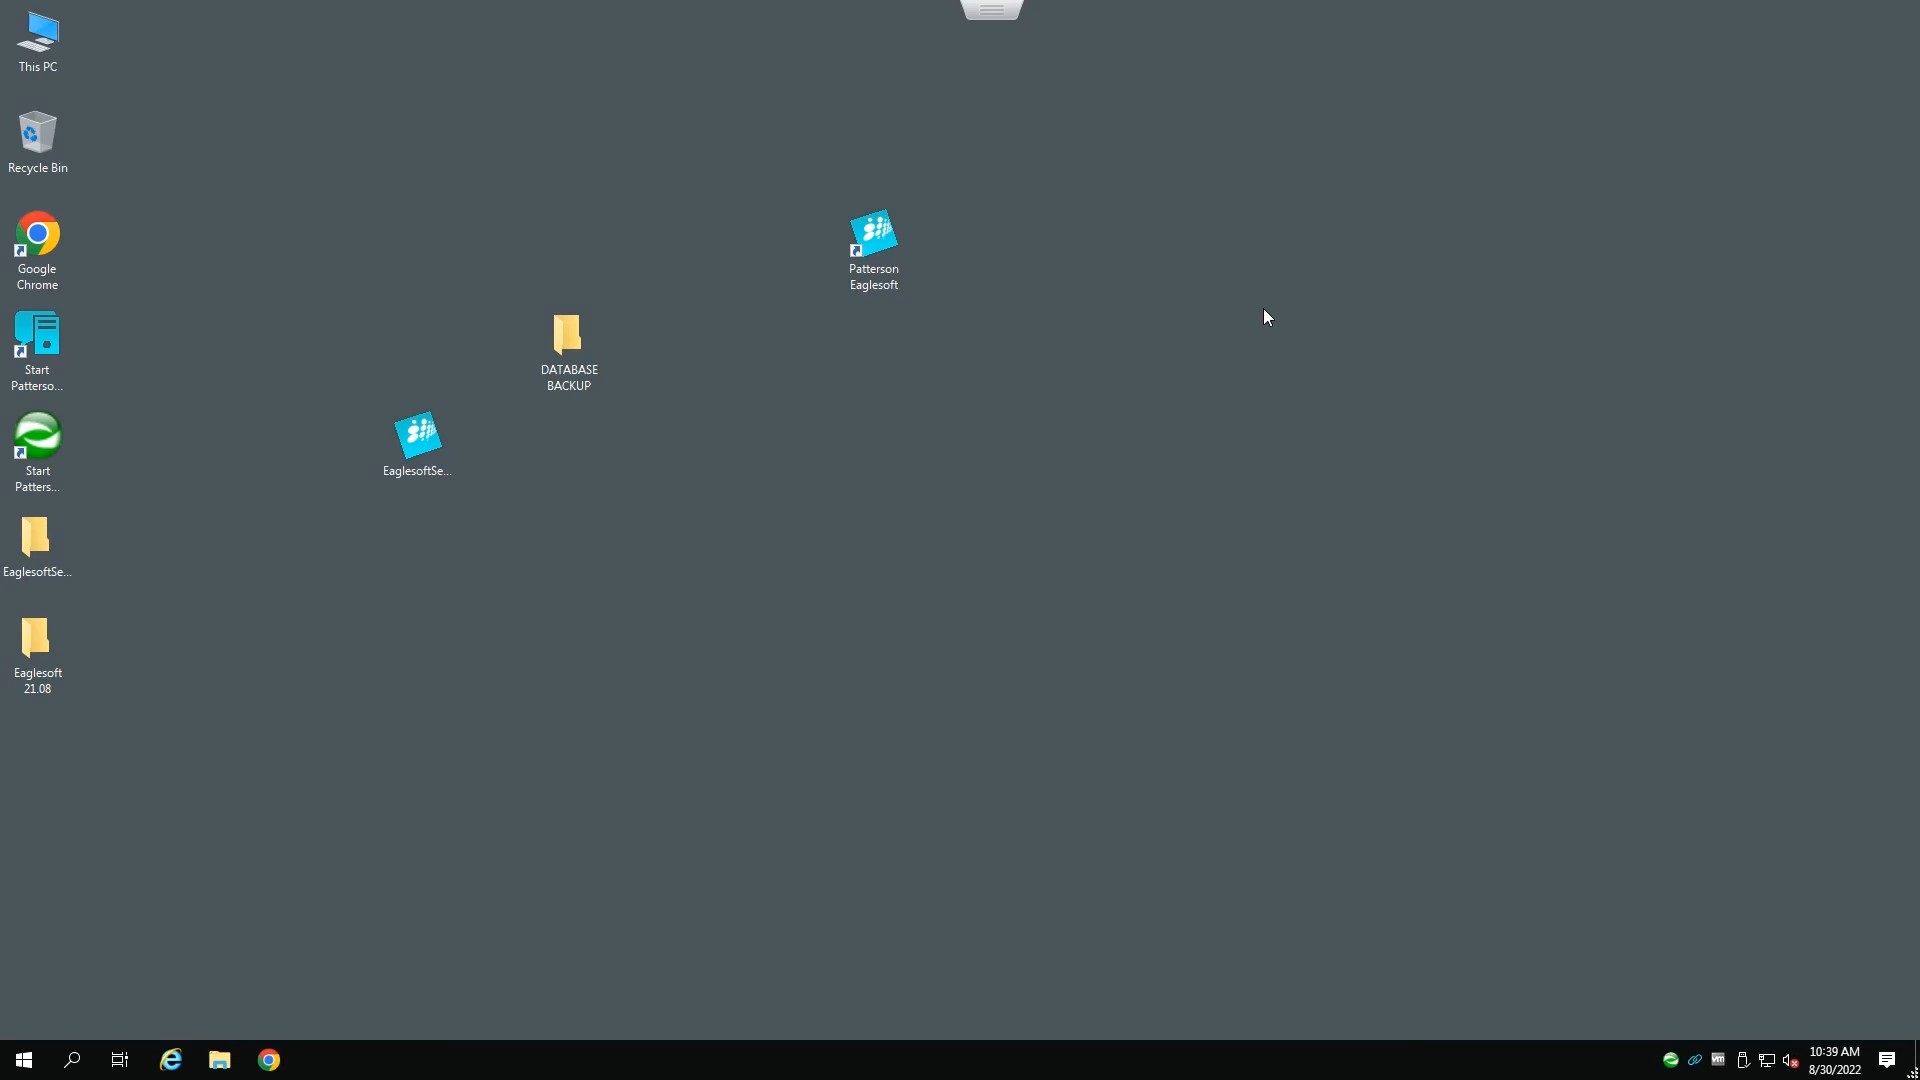 This PC
Recycle Bin
Google
Chrome
Start
Patterso...
Start
Patters...
EaglesoftSe...
Eaglesoft
21.08
EaglesoftSe...
DATABASE
BACKUP
Patterson
Eaglesoft
vm
10:39 AM
8/30/2022